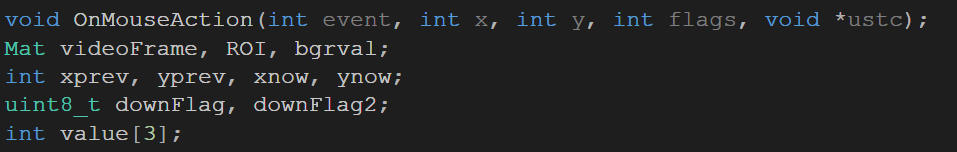 void OnMouseAction(int event, int x, int y, int flags, void *ustc);
Mat videoFrame, ROI, bgrval;
int xprev, yprev, xnow, ynow;
uint8_t downFlag, downFlag2;
int value[3];